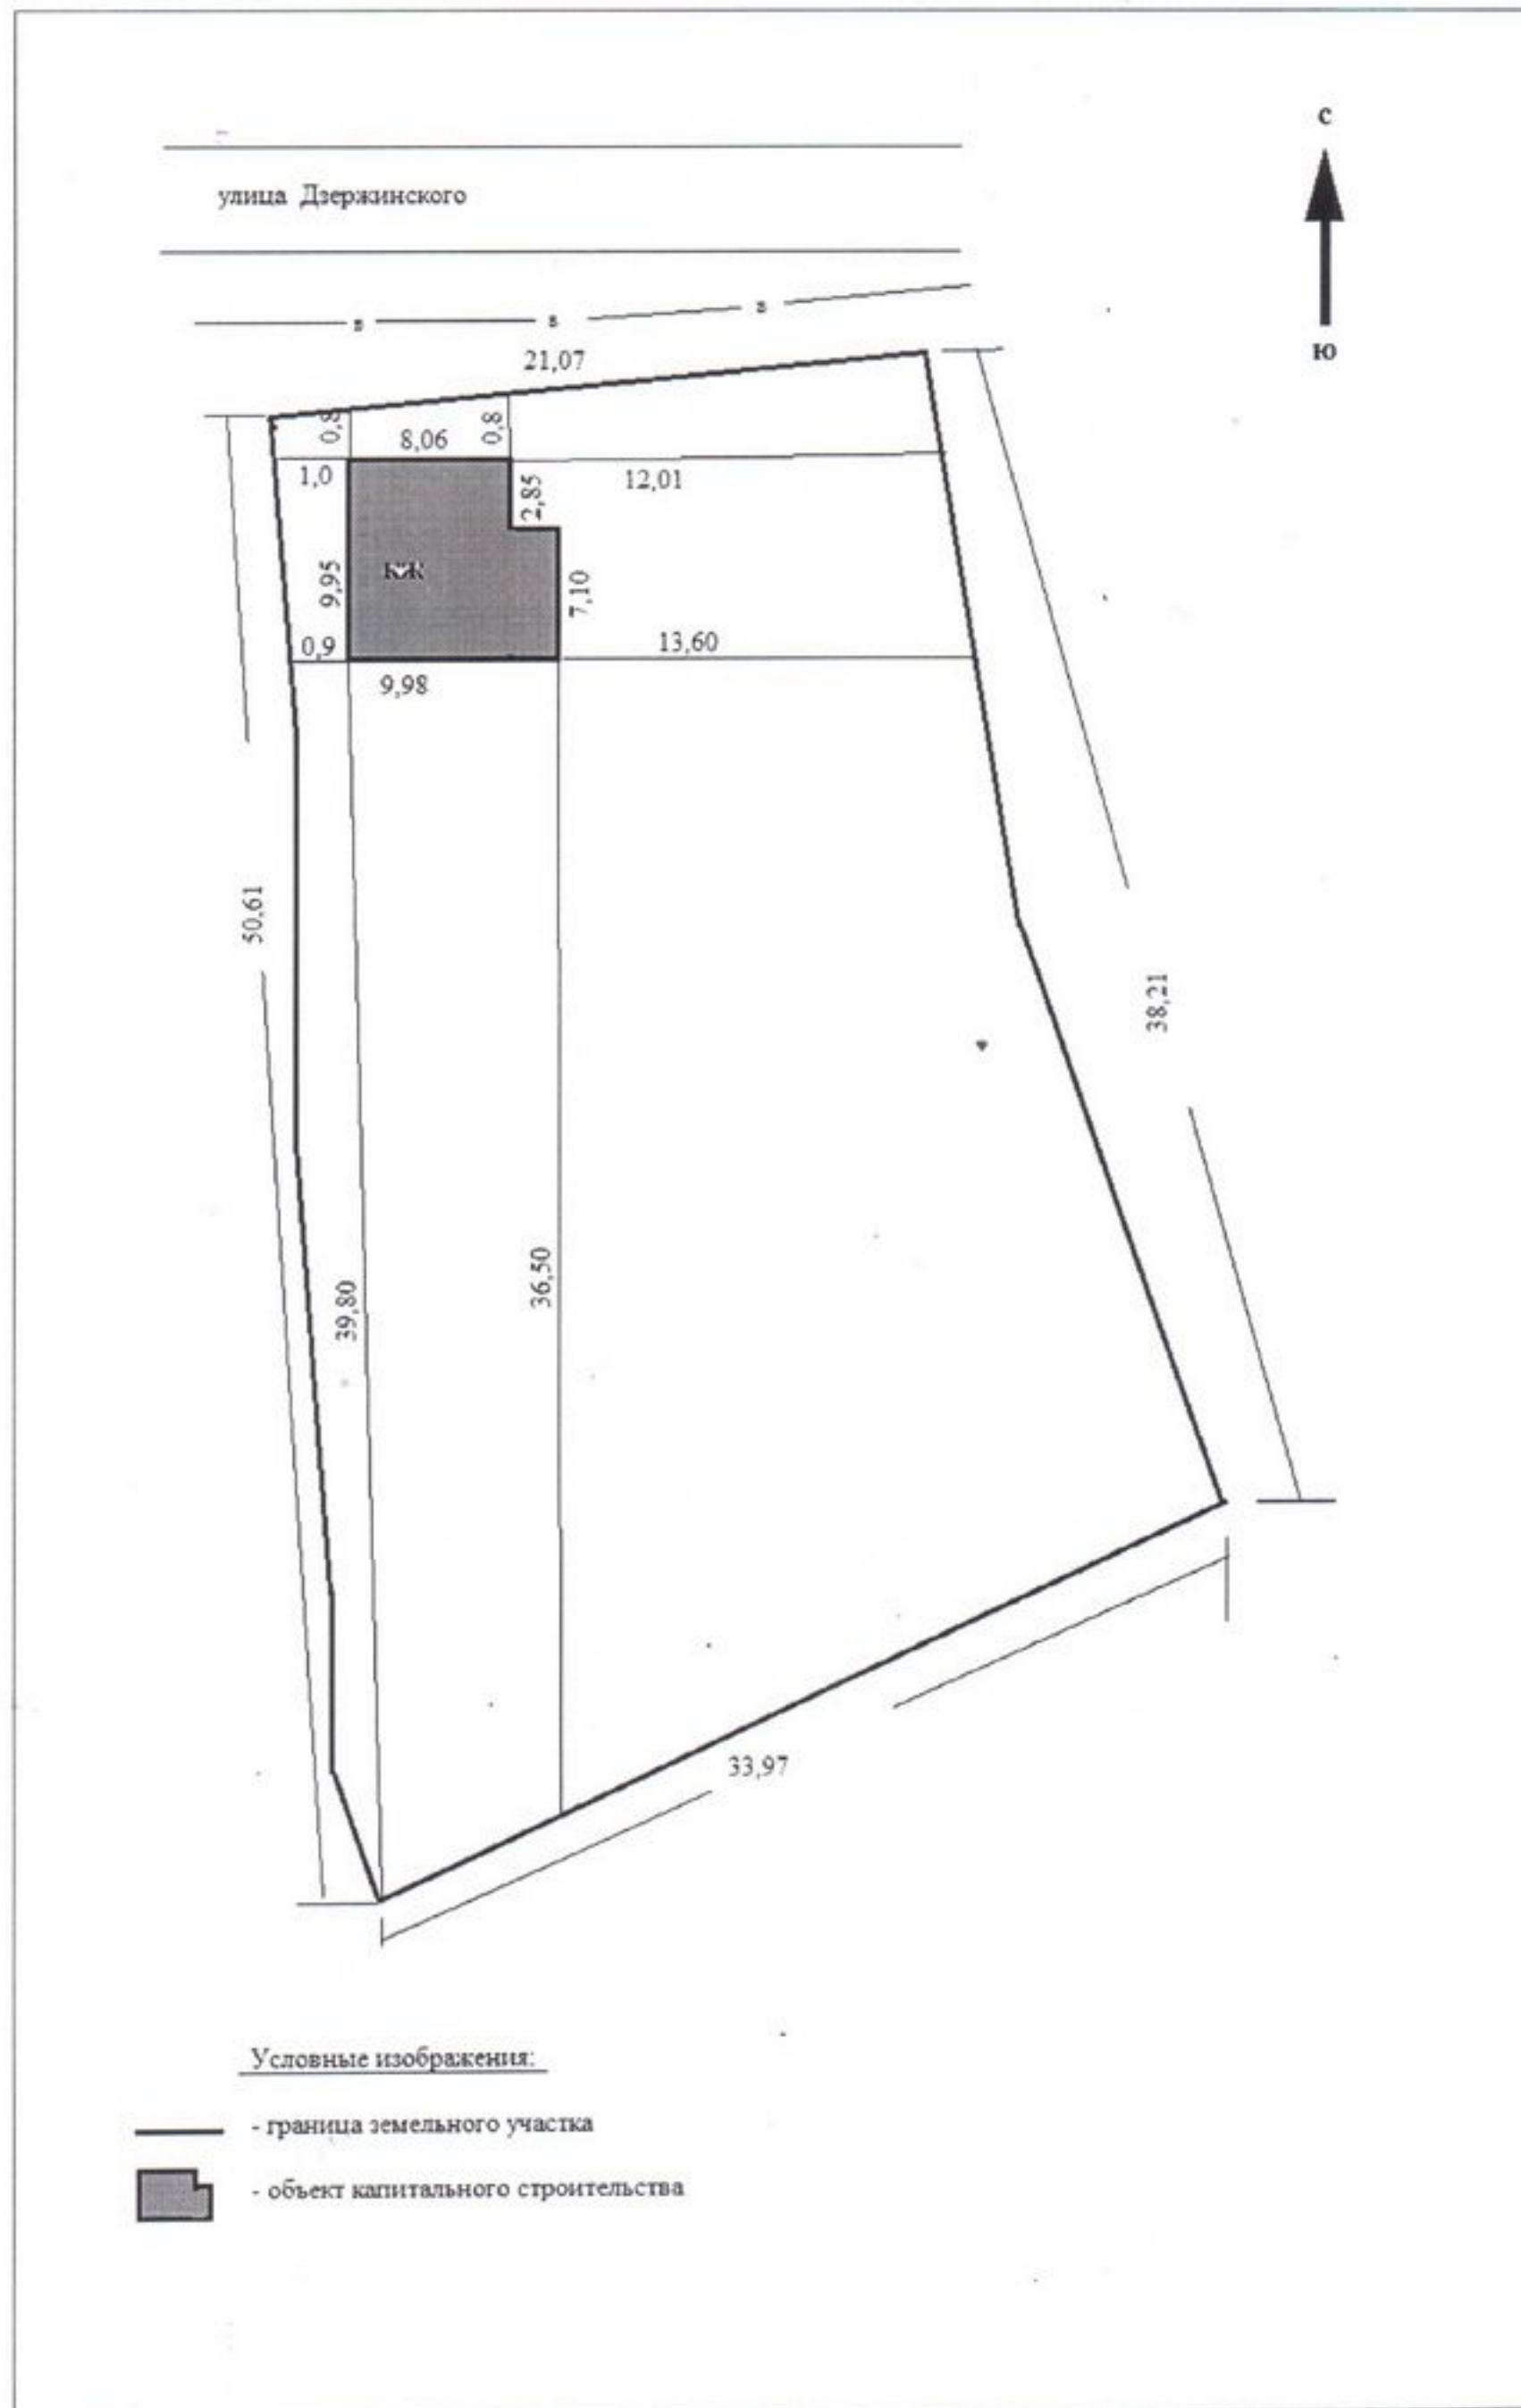 с
улица Дзержинского
в в в
ю
21,07
0,8
8,06
0,8
1,0
2,85
12,01
9,95
КЖ
7,10
0,9
13,60
9,98
50,61
38,21
39,80
36,50
33,97
Условные изображения:
- граница земельного участка
- объект капитального строительства